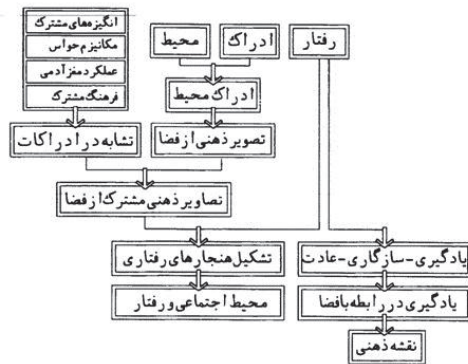 انگیزه‌های مشترک
مکانیزم حواس
عملکرد مغز آدمی
فرهنگ مشترک
رفتار
ادراک
محیط
ادراک محیط
تشابه در ادراکات
تصویر ذهنی از فضا
تصاویر ذهنی مشترک از فضا
یادگیری-سازگاری-عادت
تشکیل هنجارهای رفتاری
یادگیری در رابطه با فضا
محیط اجتماعی و رفتار
نقشه ذهنی